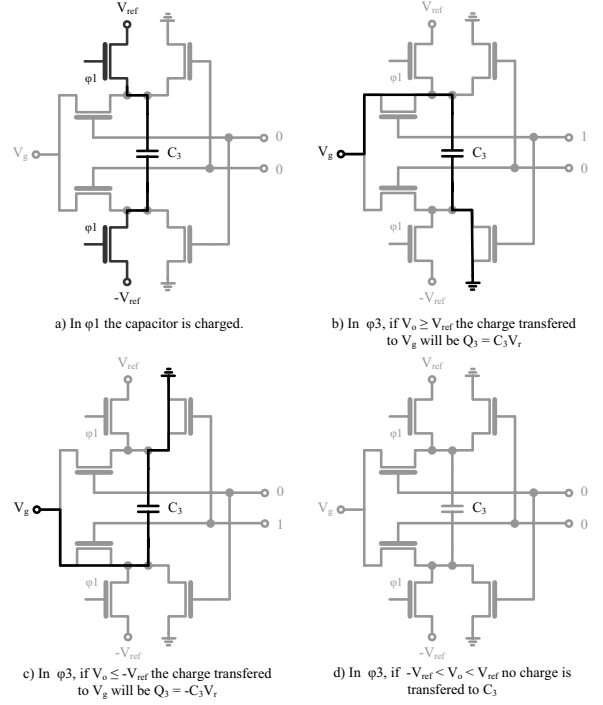 V_ref V_ref
φ1 φ1
0 1
V_g C_3 V_g C_3
0 0
φ1 φ1
-V_ref -V_ref
a) In φ1 the capacitor is charged.
b) In φ3, if V_o ≥ V_ref the charge transfered
to V_g will be Q_3 = C_3V_r
V_ref V_ref
φ1 φ1
0 0
V_g C_3 V_g C_3
1 0
φ1 φ1
-V_ref -V_ref
c) In φ3, if V_o ≤ -V_ref the charge transfered
to V_g will be Q_3 = -C_3V_r
d) In φ3, if -V_ref < V_o < V_ref no charge is
transfered to C_3